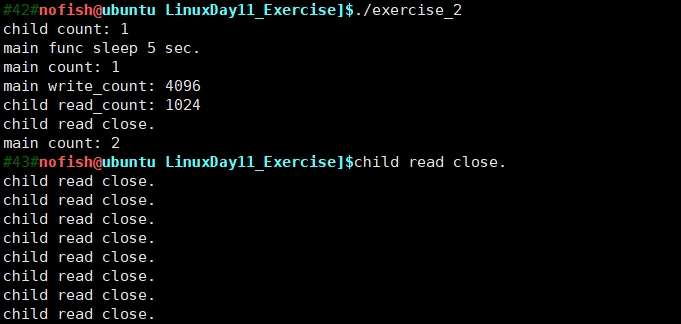 #42#nofish@ubuntu LinuxDay11_Exercise]$./exercise_2
child count: 1
main func sleep 5 sec.
main count: 1
main write_count: 4096
child read_count: 1024
child read close.
main count: 2
#43#nofish@ubuntu LinuxDay11_Exercise]$child read close.
child read close.
child read close.
child read close.
child read close.
child read close.
child read close.
child read close.
child read close.